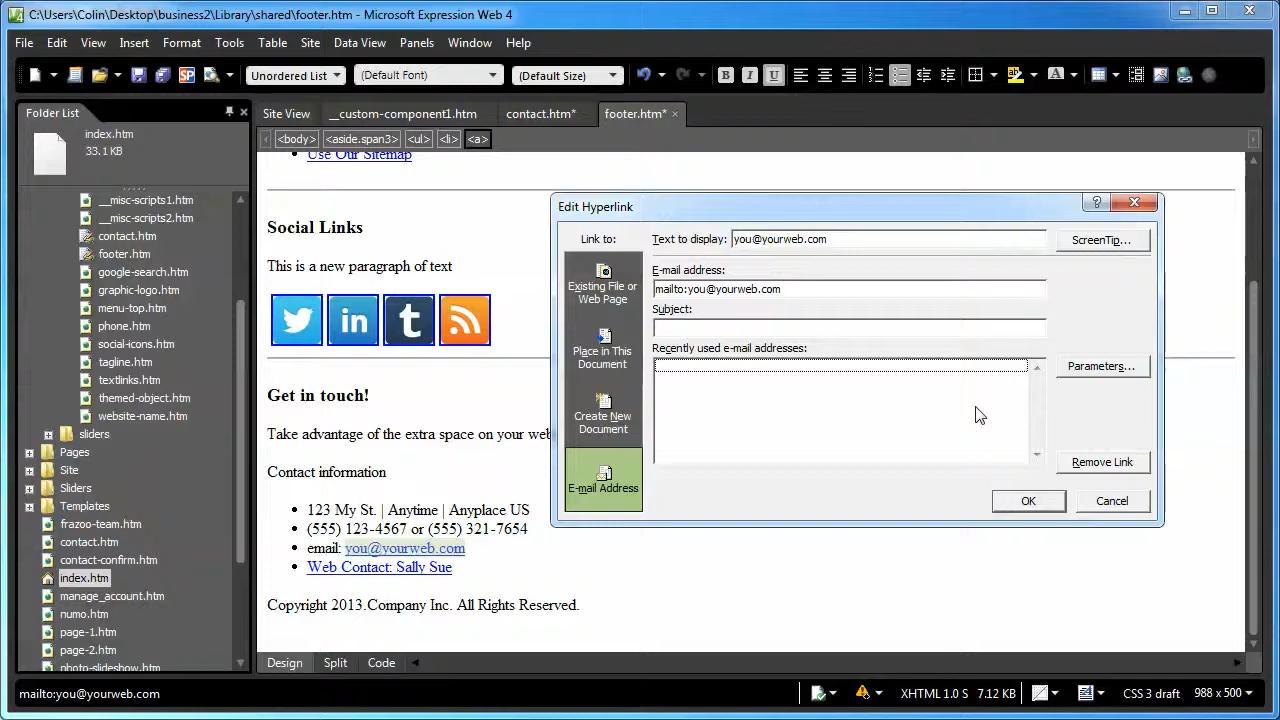 C:\Users\Colin\Desktop\business2\Library\shared\footer.htm - Microsoft Expression Web 4
File Edit View Insert Format Tools Table Site Data View Panels Window Help
Unordered List (Default Font) (Default Size) B I U A
Folder List
index.htm
33.1 KB
__misc-scripts1.htm
__misc-scripts2.htm
contact.htm
footer.htm
google-search.htm
graphic-logo.htm
menu-top.htm
phone.htm
social-icons.htm
tagline.htm
textlinks.htm
themed-object.htm
website-name.htm
sliders
Pages
Site
Sliders
Templates
frazoo-team.htm
contact.htm
contact-confirm.htm
index.htm
manage_account.htm
numo.htm
page-1.htm
page-2.htm
photo-slideshow.htm
Site View __custom-component1.htm contact.htm* footer.htm*
<body> <aside.span3> <ul> <li> <a>
Use Our Sitemap
Social Links
This is a new paragraph of text
in t
Get in touch!
Take advantage of the extra space on your web
Contact information
123 My St. | Anytime | Anyplace US
(555) 123-4567 or (555) 321-7654
email: you@yourweb.com
Web Contact: Sally Sue
Copyright 2013.Company Inc. All Rights Reserved.
Edit Hyperlink
Link to:
Existing File or
Web Page
Place in This
Document
Create New
Document
E-mail Address
Text to display: you@yourweb.com
ScreenTip...
E-mail address:
mailto:you@yourweb.com
Subject:
Recently used e-mail addresses:
Parameters...
Remove Link
OK Cancel
Design Split Code
mailto:you@yourweb.com
XHTML 1.0 S 7.12 KB CSS 3 draft 988 x 500